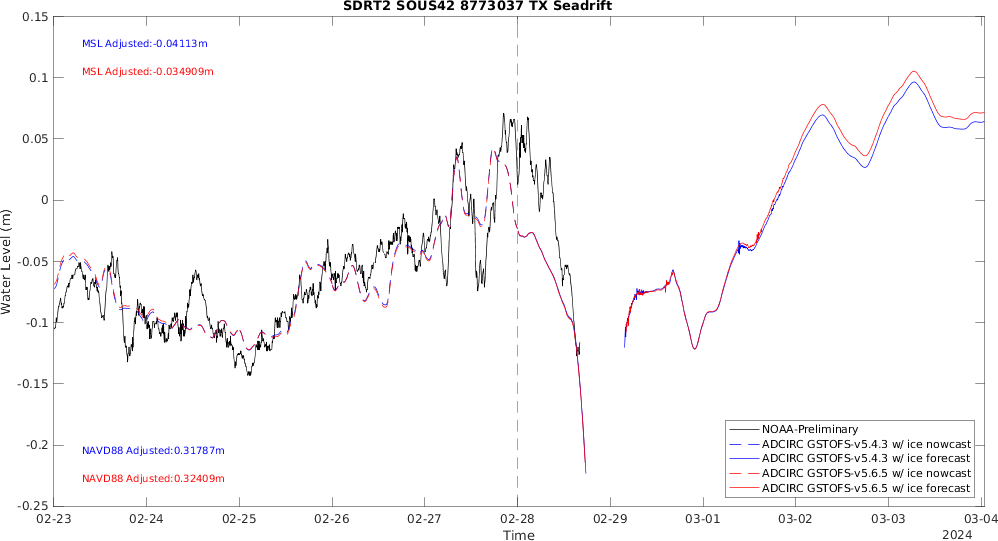 SDRT2 SOUS42 8773037 TX Seadrift
0.15
0.1
0.05
0
-0.05
-0.1
-0.15
-0.2
-0.25
Water Level (m)
MSL Adjusted:-0.04113m
MSL Adjusted:-0.034909m
NAVD88 Adjusted:0.31787m
NAVD88 Adjusted:0.32409m
NOAA-Preliminary
ADCIRC GSTOFS-v5.4.3 w/ ice nowcast
ADCIRC GSTOFS-v5.4.3 w/ ice forecast
ADCIRC GSTOFS-v5.6.5 w/ ice nowcast
ADCIRC GSTOFS-v5.6.5 w/ ice forecast
02-23 02-24 02-25 02-26 02-27 02-28 02-29 03-01 03-02 03-03 03-04
Time
2024